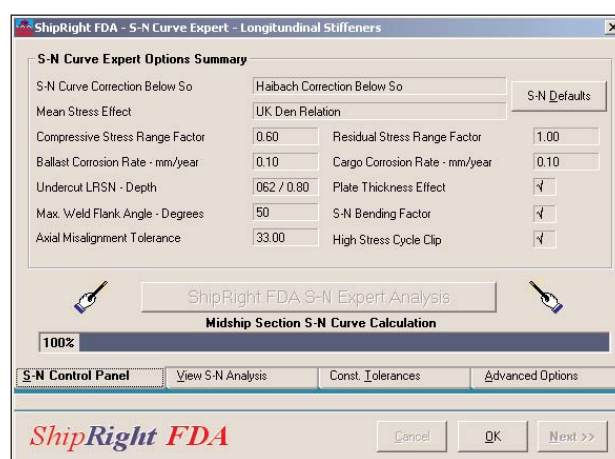 ShipRight FDA - S-N Curve Expert - Longtundinal Stiffeners
S-N Curve Expert Options Summary
S-N Curve Correction Below So Haibach Correction Below So
S-N Defaults
Mean Stress Effect UK Den Relation
Compressive Stress Range Factor 0.60 Residual Stress Range Factor 1.00
Ballast Corrosion Rate - mm/year 0.10 Cargo Corrosion Rate - mm/year 0.10
Undercut LRSN - Depth 062 / 0.80 Plate Thickness Effect √
Max. Weld Flank Angle - Degrees 50 S-N Bending Factor √
Axial Misalignment Tolerance 33.00 High Stress Cycle Clip √
ShipRight FDA S-N Expert Analysis
Midship Section S-N Curve Calculation
100%
S-N Control Panel View S-N Analysis Const. Tolerances Advanced Options
ShipRight FDA Cancel OK Next >>